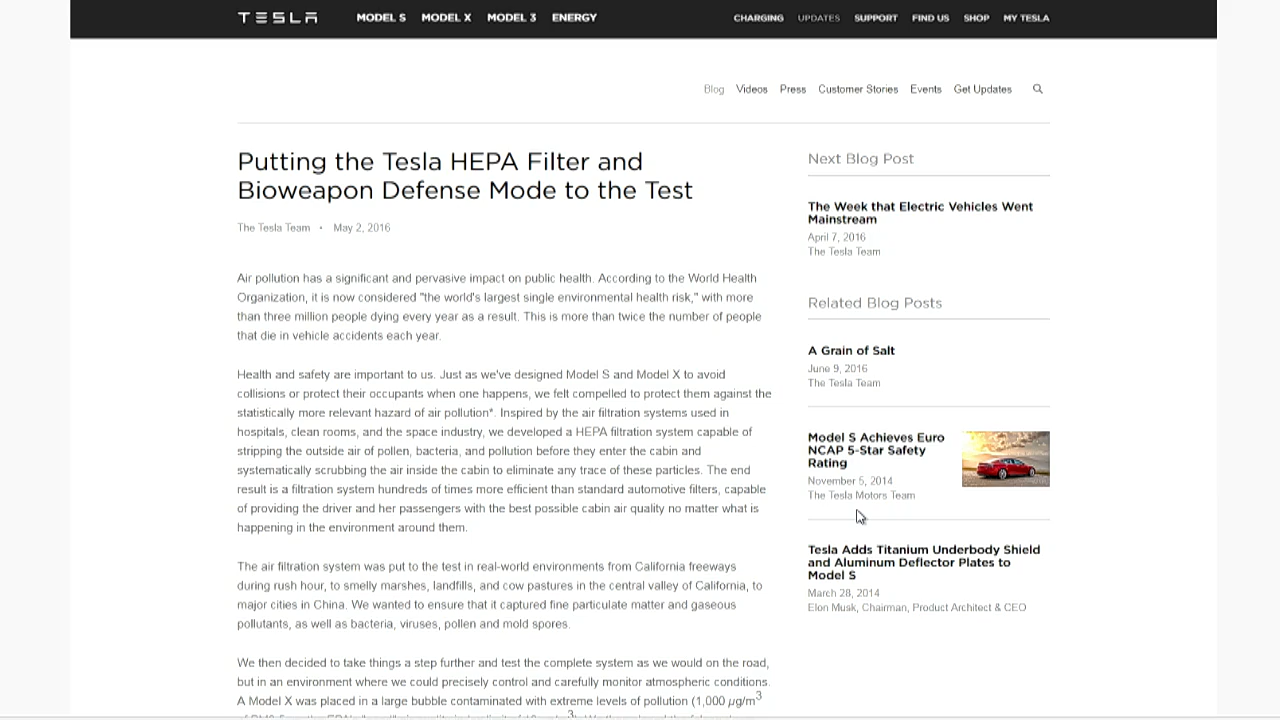 TESLA MODEL S MODEL X MODEL 3 ENERGY CHARGING UPDATES SUPPORT FIND US SHOP MY TESLA
Blog Videos Press Customer Stories Events Get Updates
Putting the Tesla HEPA Filter and
Bioweapon Defense Mode to the Test
The Tesla Team • May 2, 2016
Air pollution has a significant and pervasive impact on public health. According to the World Health
Organization, it is now considered "the world's largest single environmental health risk," with more
than three million people dying every year as a result. This is more than twice the number of people
that die in vehicle accidents each year.
Health and safety are important to us. Just as we've designed Model S and Model X to avoid
collisions or protect their occupants when one happens, we felt compelled to protect them against the
statistically more relevant hazard of air pollution*. Inspired by the air filtration systems used in
hospitals, clean rooms, and the space industry, we developed a HEPA filtration system capable of
stripping the outside air of pollen, bacteria, and pollution before they enter the cabin and
systematically scrubbing the air inside the cabin to eliminate any trace of these particles. The end
result is a filtration system hundreds of times more efficient than standard automotive filters, capable
of providing the driver and her passengers with the best possible cabin air quality no matter what is
happening in the environment around them.
The air filtration system was put to the test in real-world environments from California freeways
during rush hour, to smelly marshes, landfills, and cow pastures in the central valley of California, to
major cities in China. We wanted to ensure that it captured fine particulate matter and gaseous
pollutants, as well as bacteria, viruses, pollen and mold spores.
We then decided to take things a step further and test the complete system as we would on the road,
but in an environment where we could precisely control and carefully monitor atmospheric conditions.
A Model X was placed in a large bubble contaminated with extreme levels of pollution (1,000 µg/m³
Next Blog Post
The Week that Electric Vehicles Went
Mainstream
April 7, 2016
The Tesla Team
Related Blog Posts
A Grain of Salt
June 9, 2016
The Tesla Team
Model S Achieves Euro
NCAP 5-Star Safety
Rating
November 5, 2014
The Tesla Motors Team
Tesla Adds Titanium Underbody Shield
and Aluminum Deflector Plates to
Model S
March 28, 2014
Elon Musk, Chairman, Product Architect & CEO